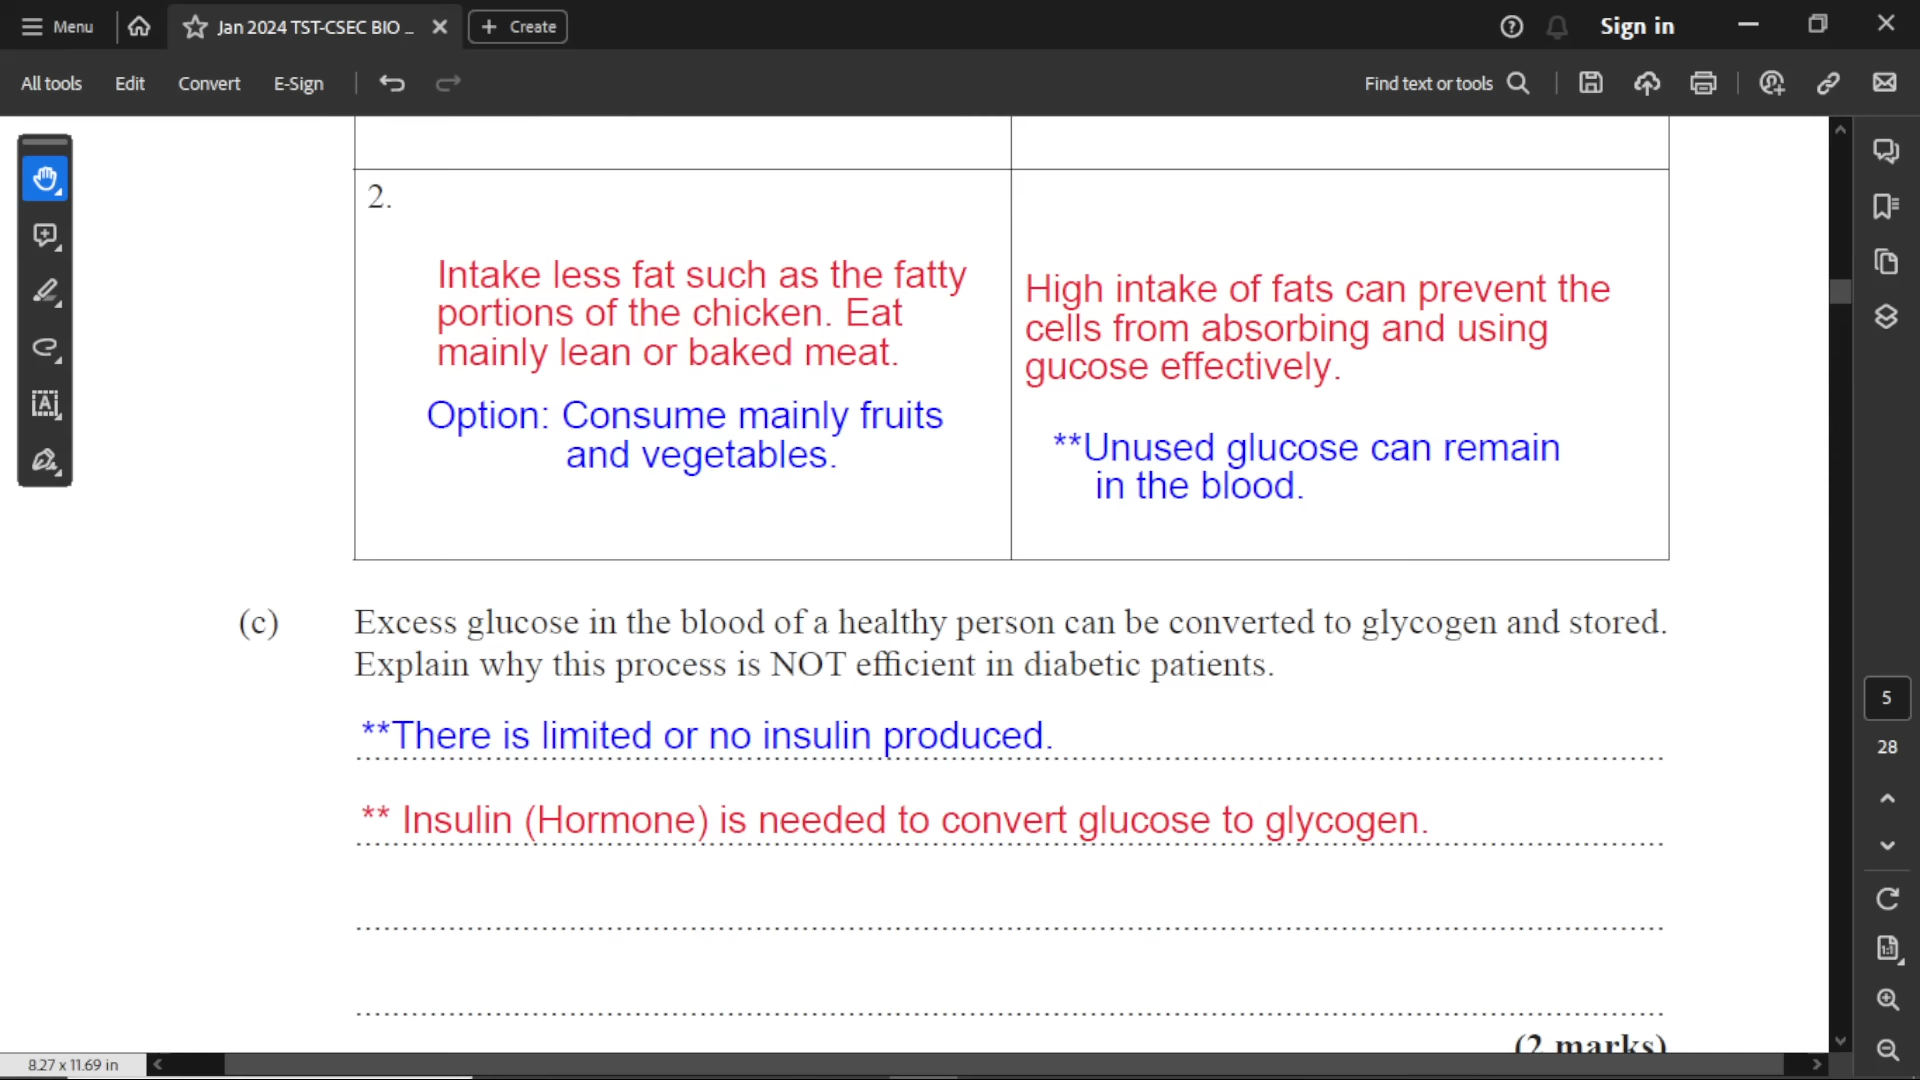 Menu
Jan 2024 TST-CSEC BIO _
Create
Sign in
All tools
Edit
Convert
E-Sign
Find text or tools
2.
Intake less fat such as the fatty
portions of the chicken. Eat
mainly lean or baked meat.
Option: Consume mainly fruits
and vegetables.
High intake of fats can prevent the
cells from absorbing and using
gucose effectively.
**Unused glucose can remain
in the blood.
(c) Excess glucose in the blood of a healthy person can be converted to glycogen and stored.
Explain why this process is NOT efficient in diabetic patients.
**There is limited or no insulin produced.
** Insulin (Hormone) is needed to convert glucose to glycogen.
(2 marks)
5
28
8.27 x 11.69 in